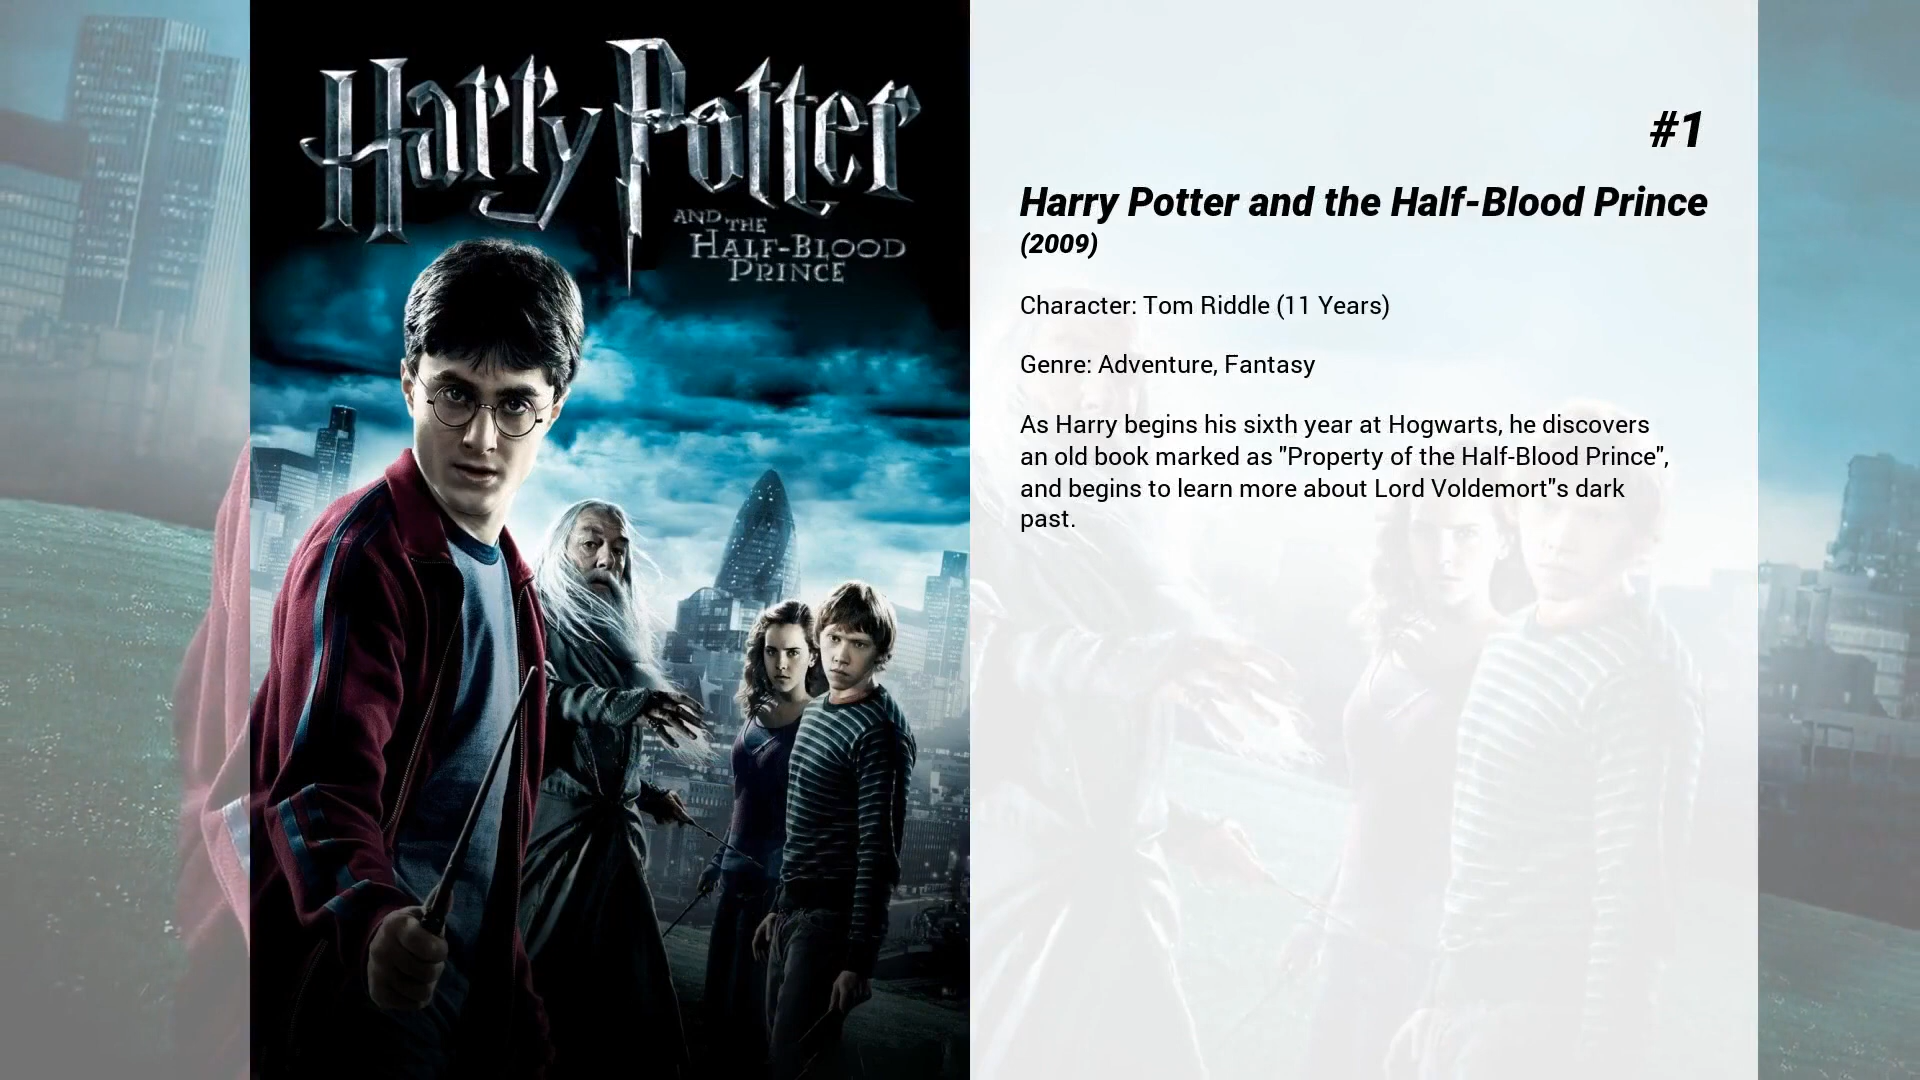 Harry Potter
AND THE
HALF-BLOOD
PRINCE
#1
Harry Potter and the Half-Blood Prince
(2009)
Character: Tom Riddle (11 Years)
Genre: Adventure, Fantasy
As Harry begins his sixth year at Hogwarts, he discovers
an old book marked as "Property of the Half-Blood Prince",
and begins to learn more about Lord Voldemort"s dark
past.